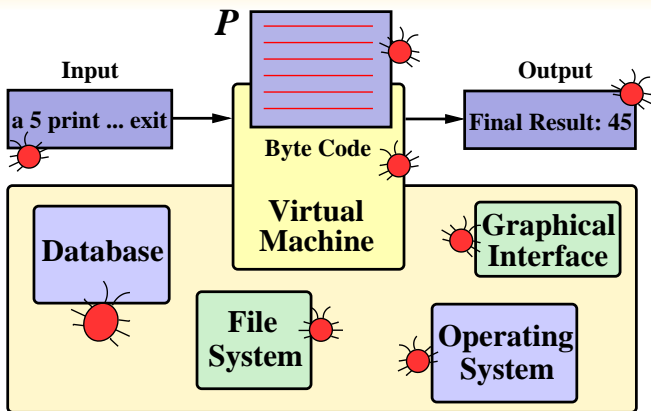 P
Input
a 5 print ... exit
Output
Final Result: 45
Byte Code
Virtual
Machine
Database
Graphical
Interface
File
System
Operating
System